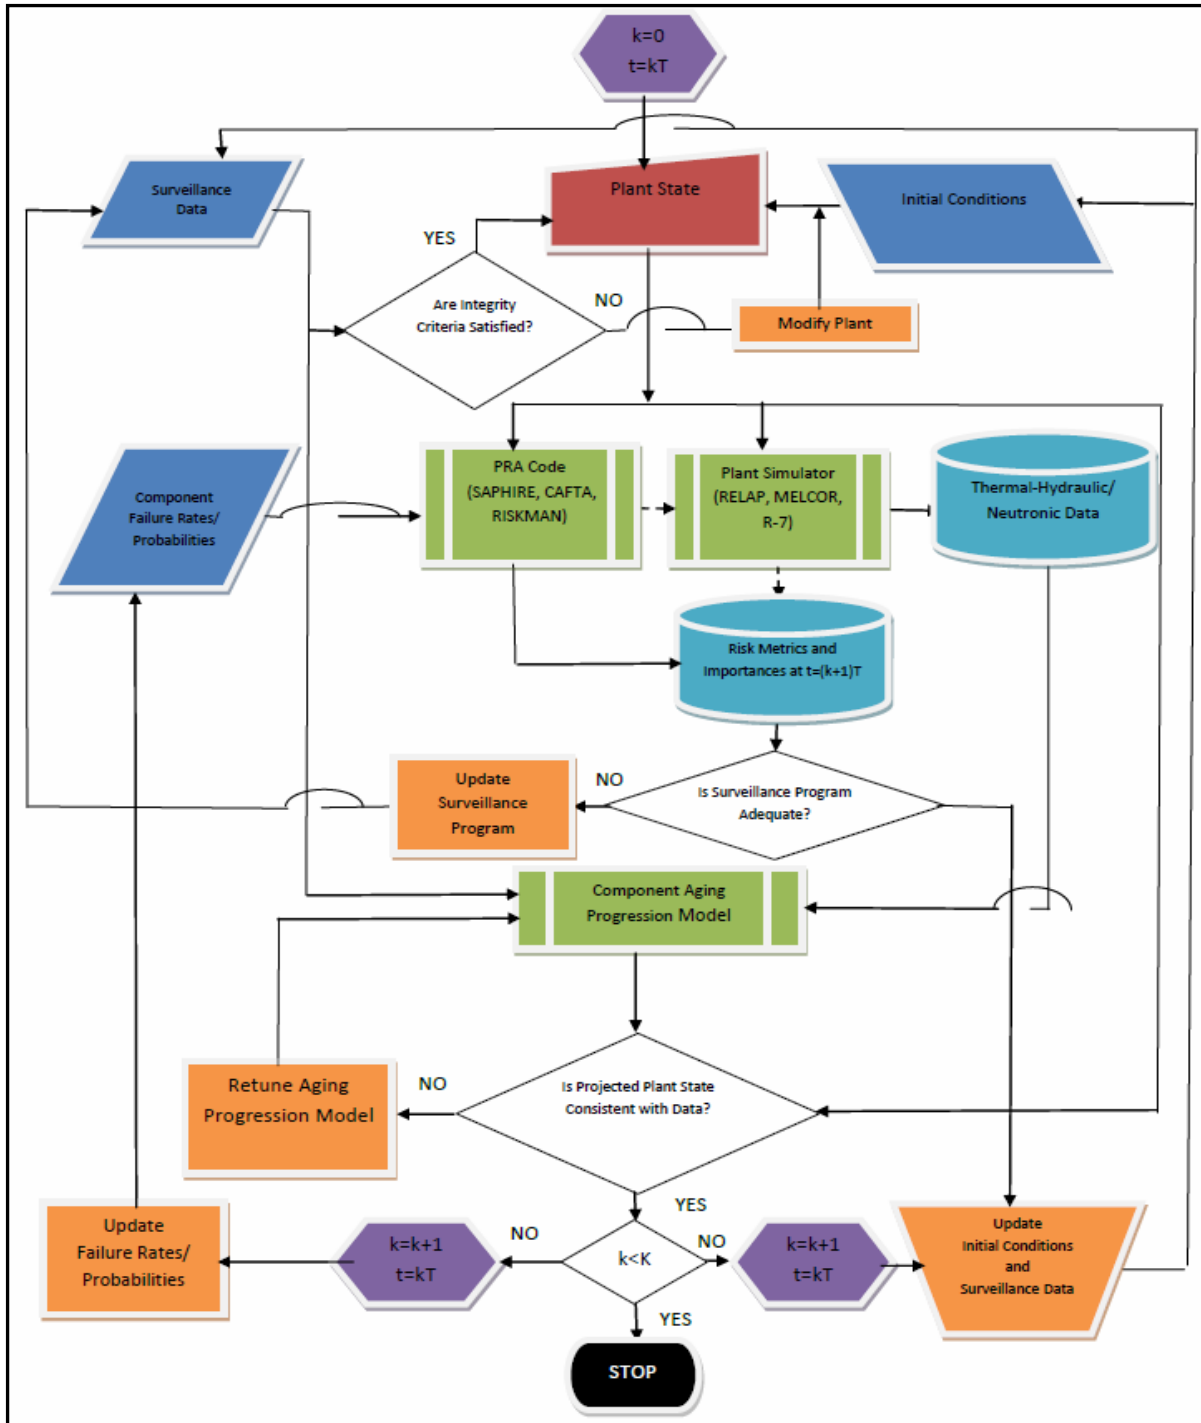 k=0
t=kT
Surveillance
Data
Plant State
Initial Conditions
YES
Are Integrity
Criteria Satisfied?
NO
Modify Plant
Component
Failure Rates/
Probabilities
PRA Code
(SAPHIRE, CAFTA,
RISKMAN)
Plant Simulator
(RELAP, MELCOR,
R-7)
Thermal-Hydraulic/
Neutronic Data
Risk Metrics and
Importances at t=(k+1)T
Update
Surveillance
Program
NO
Is Surveillance Program
Adequate?
Component Aging
Progression Model
Retune Aging
Progression Model
NO
Is Projected Plant State
Consistent with Data?
YES
Update
Failure Rates/
Probabilities
k=k+1
t=kT
NO
k<K
NO
k=k+1
t=kT
Update
Initial Conditions
and
Surveillance Data
YES
STOP